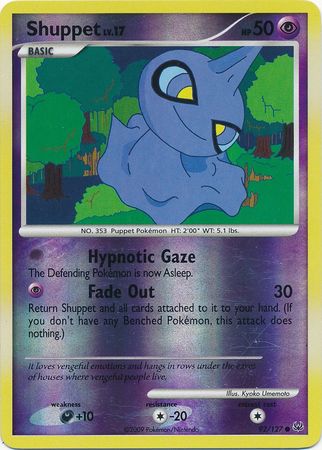 Shuppet LV.17 HP 50
BASIC
NO. 353 Puppet Pokémon HT: 2'00" WT: 5.1 lbs.
Hypnotic Gaze
The Defending Pokémon is now Asleep.
Fade Out 30
Return Shuppet and all cards attached to it to your hand. (If
you don't have any Benched Pokémon, this attack does
nothing.)
It loves vengeful emotions and hangs in rows under the eaves
of houses where vengeful people live.
Illus. Kyoko Umemoto
weakness resistance retreat cost
+10 -20
©2009 Pokémon/Nintendo 92/127